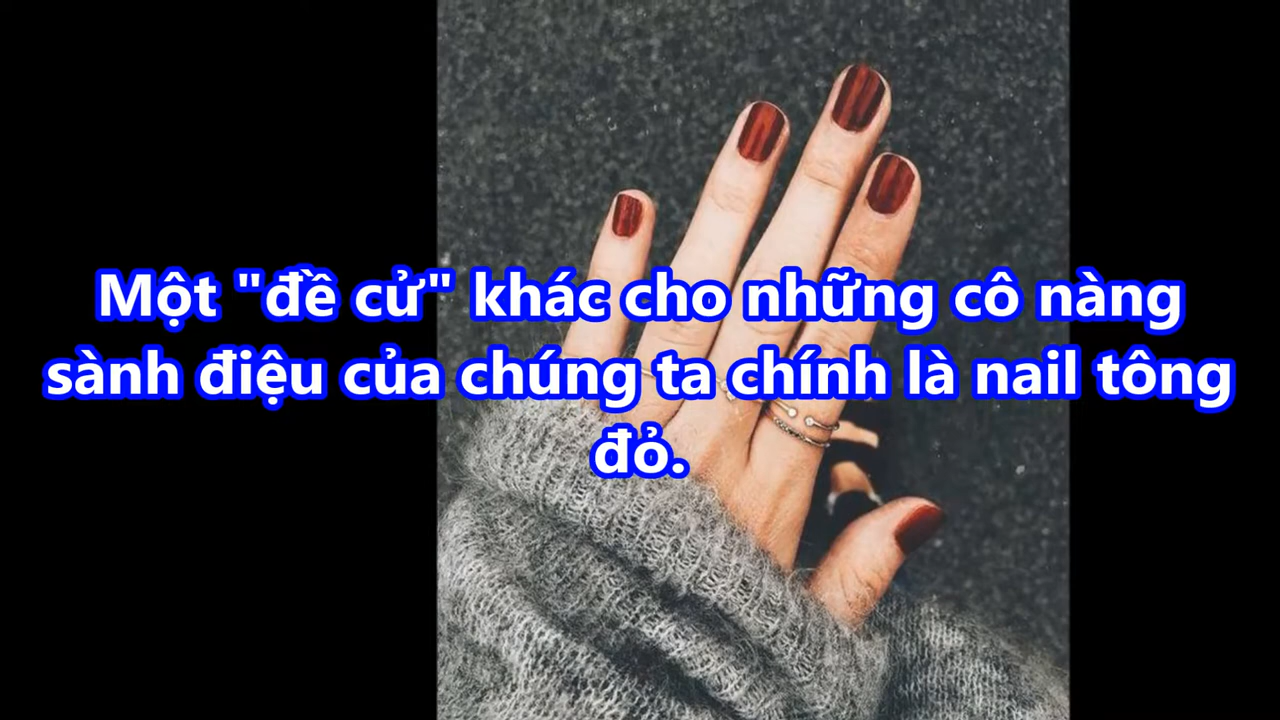 Một "đề cử" khác cho những cô nàng
sành điệu của chúng ta chính là nail tông
đỏ.